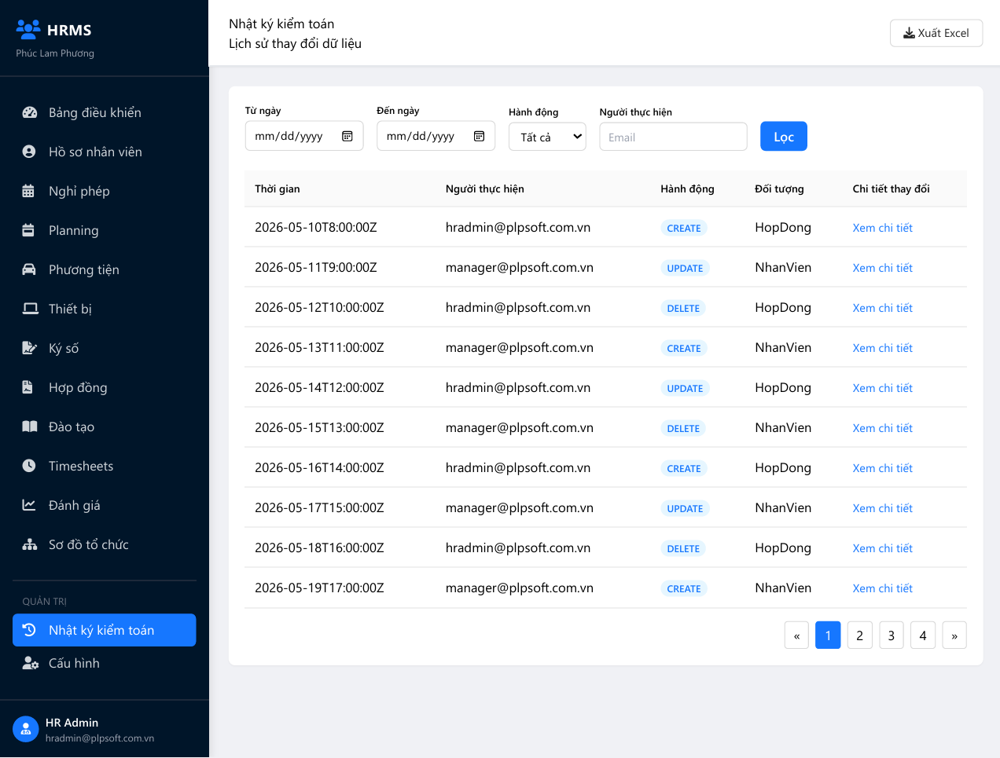 HRMS
Phúc Lam Phương
Bảng điều khiển
Hồ sơ nhân viên
Nghỉ phép
Planning
Phương tiện
Thiết bị
Ký số
Hợp đồng
Đào tạo
Timesheets
Đánh giá
Sơ đồ tổ chức
QUẢN TRỊ
Nhật ký kiểm toán
Cấu hình
HR Admin
hradmin@plpsoft.com.vn
Nhật ký kiểm toán
Lịch sử thay đổi dữ liệu
Xuất Excel
Từ ngày Đến ngày Hành động Người thực hiện
mm/dd/yyyy mm/dd/yyyy Tất cả Email Lọc
Thời gian Người thực hiện Hành động Đối tượng Chi tiết thay đổi
2026-05-10T8:00:00Z hradmin@plpsoft.com.vn CREATE HopDong Xem chi tiết
2026-05-11T9:00:00Z manager@plpsoft.com.vn UPDATE NhanVien Xem chi tiết
2026-05-12T10:00:00Z hradmin@plpsoft.com.vn DELETE HopDong Xem chi tiết
2026-05-13T11:00:00Z manager@plpsoft.com.vn CREATE NhanVien Xem chi tiết
2026-05-14T12:00:00Z hradmin@plpsoft.com.vn UPDATE HopDong Xem chi tiết
2026-05-15T13:00:00Z manager@plpsoft.com.vn DELETE NhanVien Xem chi tiết
2026-05-16T14:00:00Z hradmin@plpsoft.com.vn CREATE HopDong Xem chi tiết
2026-05-17T15:00:00Z manager@plpsoft.com.vn UPDATE NhanVien Xem chi tiết
2026-05-18T16:00:00Z hradmin@plpsoft.com.vn DELETE HopDong Xem chi tiết
2026-05-19T17:00:00Z manager@plpsoft.com.vn CREATE NhanVien Xem chi tiết
« 1 2 3 4 »